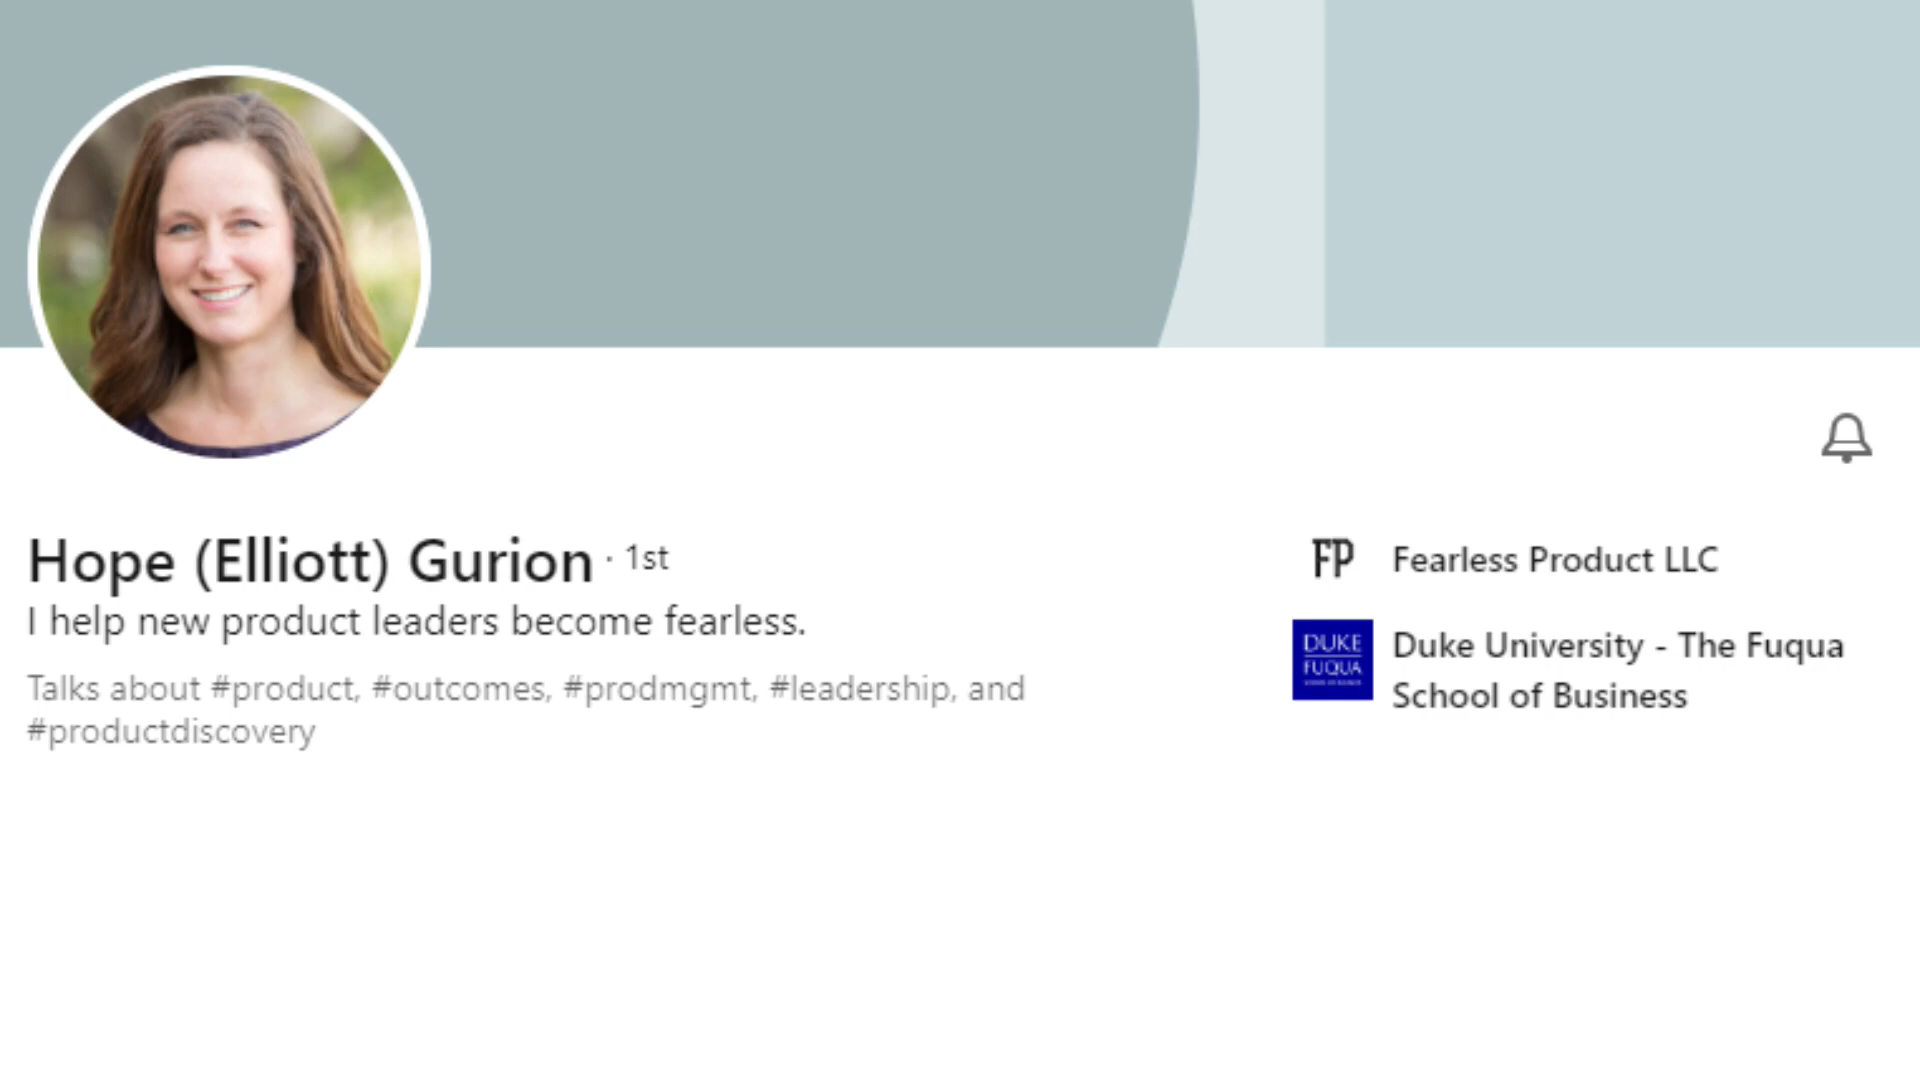 Hope (Elliott) Gurion · 1st
I help new product leaders become fearless.
Talks about #product, #outcomes, #prodmgmt, #leadership, and
#productdiscovery
FP
Fearless Product LLC
DUKE
FUQUA
Duke University - The Fuqua
School of Business